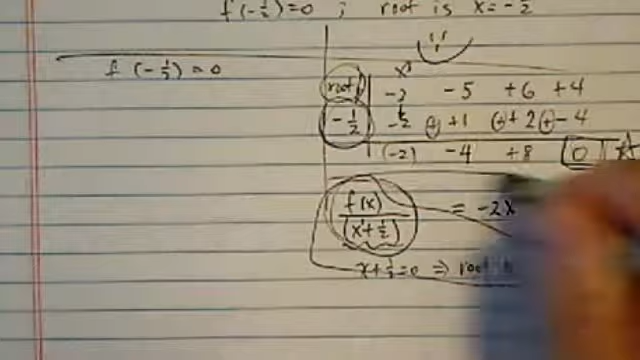 f(-1/2)=0 ; root is x=-1/2
f(-1/2)=0
x³
root -2 -5 +6 +4
-1/2 (+) +1 (+)+2 (+)-4
(-2) -4 +8 0
f(x)/(x+1/2) = -2x
x+1/2=0 ⇒ root